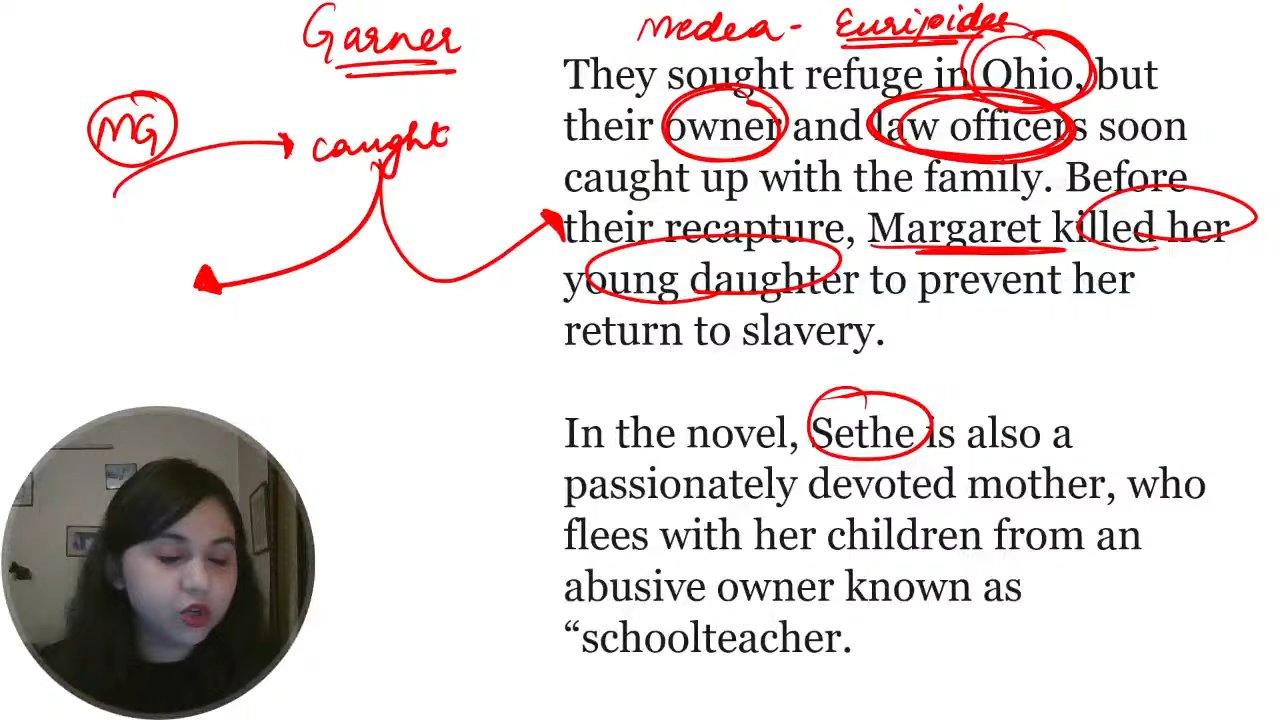 Garner
Medea - Euripides
MG
caught
They sought refuge in Ohio, but
their owner and law officers soon
caught up with the family. Before
their recapture, Margaret killed her
young daughter to prevent her
return to slavery.
In the novel, Sethe is also a
passionately devoted mother, who
flees with her children from an
abusive owner known as
“schoolteacher.